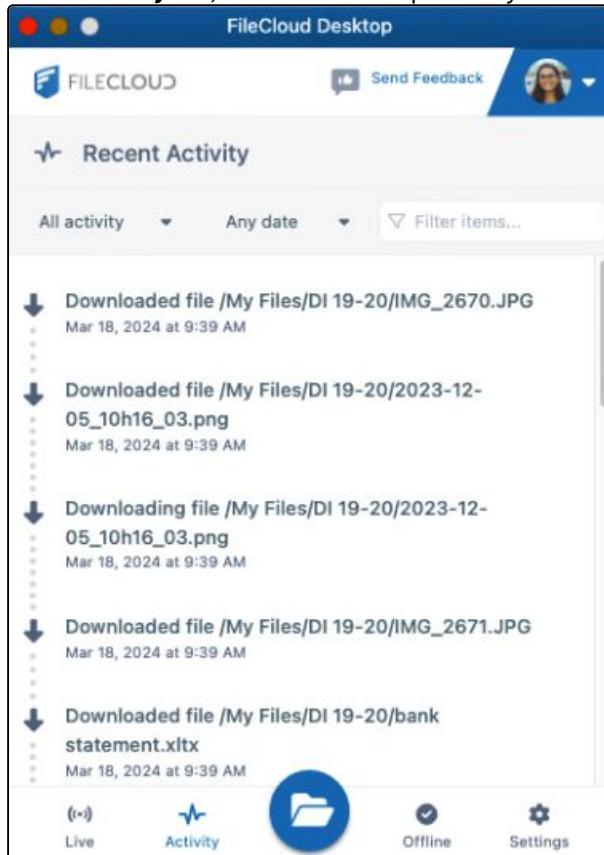 FileCloud Desktop
FILECLOUD
Send Feedback
Recent Activity
All activity
Any date
Filter items...
Downloaded file /My Files/DI 19-20/IMG_2670.JPG
Mar 18, 2024 at 9:39 AM
Downloaded file /My Files/DI 19-20/2023-12-
05_10h16_03.png
Mar 18, 2024 at 9:39 AM
Downloading file /My Files/DI 19-20/2023-12-
05_10h16_03.png
Mar 18, 2024 at 9:39 AM
Downloaded file /My Files/DI 19-20/IMG_2671.JPG
Mar 18, 2024 at 9:39 AM
Downloaded file /My Files/DI 19-20/bank
statement.xltx
Mar 18, 2024 at 9:39 AM
Live
Activity
Offline
Settings